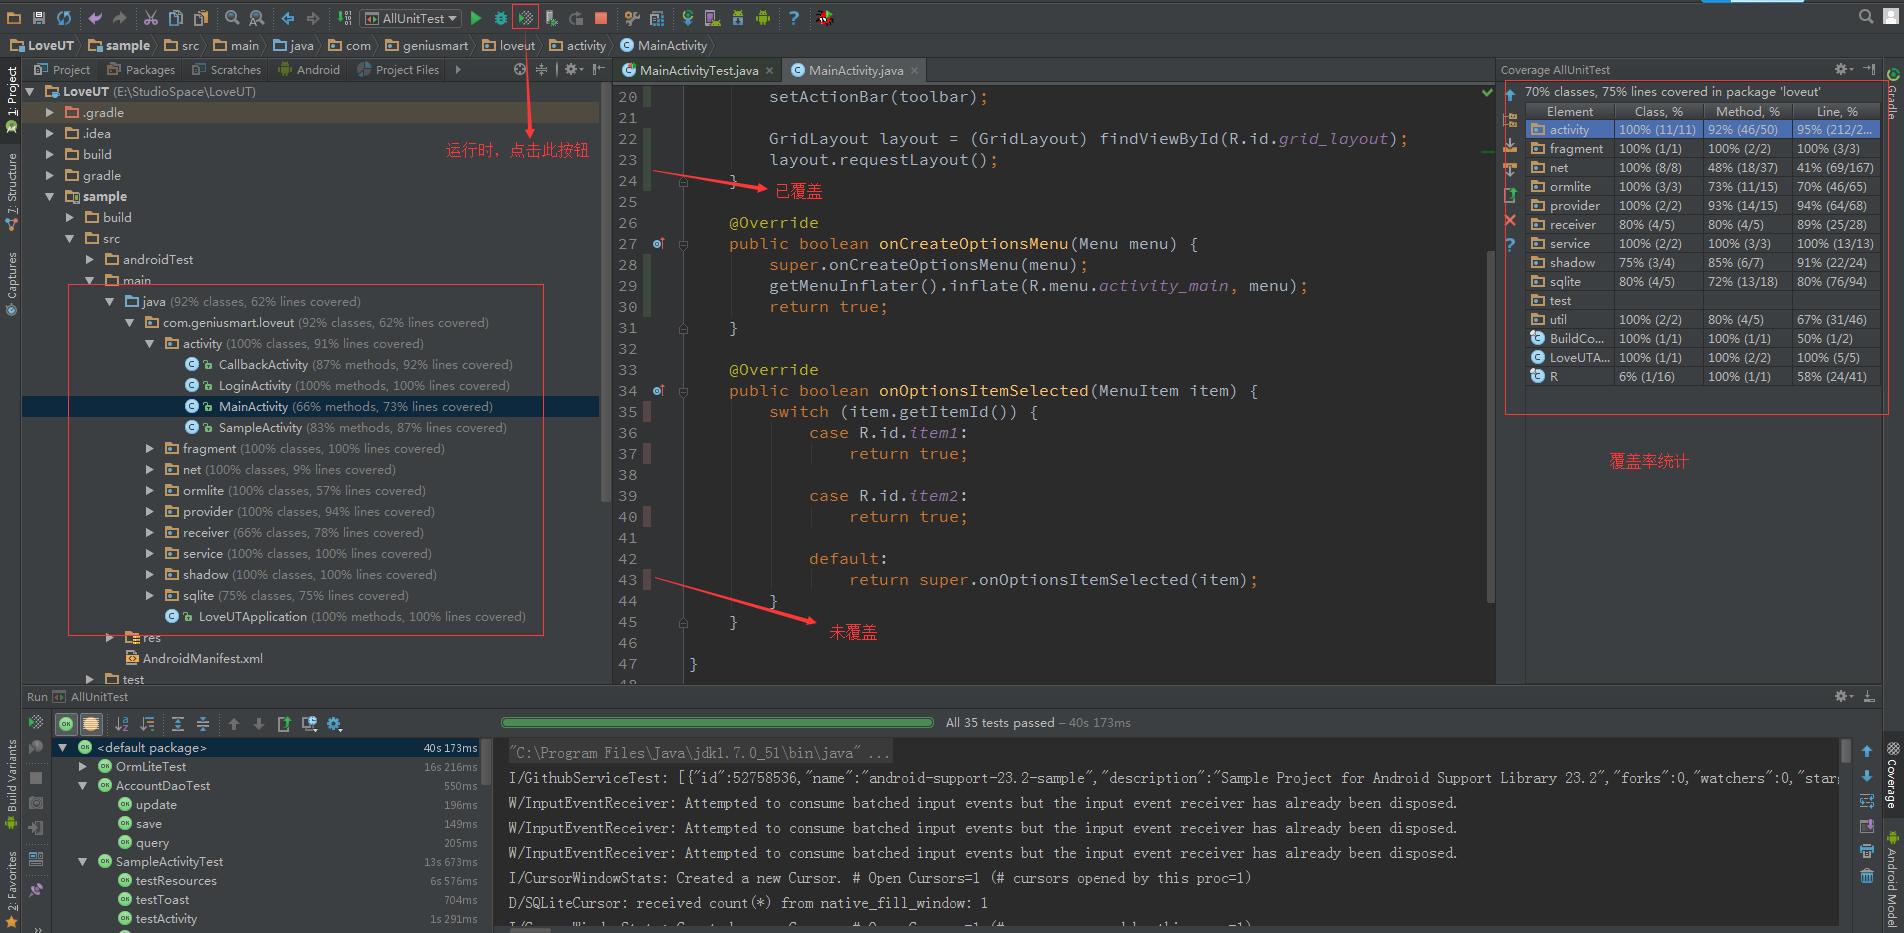 AllUnitTest
LoveUT sample src main java com geniusmart loveut activity MainActivity
Project Packages Scratches Android Project Files
MainActivityTest.java MainActivity.java
Coverage AllUnitTest
1: Project
7: Structure
Captures
Build Variants
2: Favorites
LoveUT (E:\StudioSpace\LoveUT)
.gradle
.idea
build
gradle
sample
build
src
androidTest
main
java (92% classes, 62% lines covered)
com.geniusmart.loveut (92% classes, 62% lines covered)
activity (100% classes, 91% lines covered)
CallbackActivity (87% methods, 92% lines covered)
LoginActivity (100% methods, 100% lines covered)
MainActivity (66% methods, 73% lines covered)
SampleActivity (83% methods, 87% lines covered)
fragment (100% classes, 100% lines covered)
net (100% classes, 9% lines covered)
ormlite (100% classes, 57% lines covered)
provider (100% classes, 94% lines covered)
receiver (66% classes, 78% lines covered)
service (100% classes, 100% lines covered)
shadow (100% classes, 100% lines covered)
sqlite (75% classes, 75% lines covered)
LoveUTApplication (100% methods, 100% lines covered)
res
AndroidManifest.xml
test
运行时，点击此按钮
20 setActionBar(toolbar);
21
22 GridLayout layout = (GridLayout) findViewById(R.id.grid_layout);
23 layout.requestLayout();
24 }
已覆盖
25
26 @Override
27 public boolean onCreateOptionsMenu(Menu menu) {
28 super.onCreateOptionsMenu(menu);
29 getMenuInflater().inflate(R.menu.activity_main, menu);
30 return true;
31 }
32
33 @Override
34 public boolean onOptionsItemSelected(MenuItem item) {
35 switch (item.getItemId()) {
36 case R.id.item1:
37 return true;
38
39 case R.id.item2:
40 return true;
41
42 default:
43 return super.onOptionsItemSelected(item);
44 }
45 }
未覆盖
46
47 }
48
70% classes, 75% lines covered in package 'loveut'
Element Class, % Method, % Line, %
activity 100% (11/11) 92% (46/50) 95% (212/2...
fragment 100% (1/1) 100% (2/2) 100% (3/3)
net 100% (8/8) 48% (18/37) 41% (69/167)
ormlite 100% (3/3) 73% (11/15) 70% (46/65)
provider 100% (2/2) 93% (14/15) 94% (64/68)
receiver 80% (4/5) 80% (4/5) 89% (25/28)
service 100% (2/2) 100% (3/3) 100% (13/13)
shadow 75% (3/4) 85% (6/7) 91% (22/24)
sqlite 80% (4/5) 72% (13/18) 80% (76/94)
test
util 100% (2/2) 80% (4/5) 67% (31/46)
BuildCo... 100% (1/1) 100% (1/1) 50% (1/2)
LoveUTA... 100% (1/1) 100% (2/2) 100% (5/5)
R 6% (1/16) 100% (1/1) 58% (24/41)
覆盖率统计
Gradle
Coverage
Android Model
Run AllUnitTest
All 35 tests passed – 40s 173ms
<default package> 40s 173ms
OrmLiteTest 16s 216ms
AccountDaoTest 550ms
update 196ms
save 149ms
query 205ms
SampleActivityTest 13s 673ms
testResources 6s 576ms
testToast 704ms
testActivity 1s 291ms
"C:\Program Files\Java\jdk1.7.0_51\bin\java" ...
I/GithubServiceTest: [{"id":52758536,"name":"android-support-23.2-sample","description":"Sample Project for Android Support Library 23.2","forks":0,"watchers":0,"starg
W/InputEventReceiver: Attempted to consume batched input events but the input event receiver has already been disposed.
W/InputEventReceiver: Attempted to consume batched input events but the input event receiver has already been disposed.
W/InputEventReceiver: Attempted to consume batched input events but the input event receiver has already been disposed.
I/CursorWindowStats: Created a new Cursor. # Open Cursors=1 (# cursors opened by this proc=1)
D/SQLiteCursor: received count(*) from native_fill_window: 1